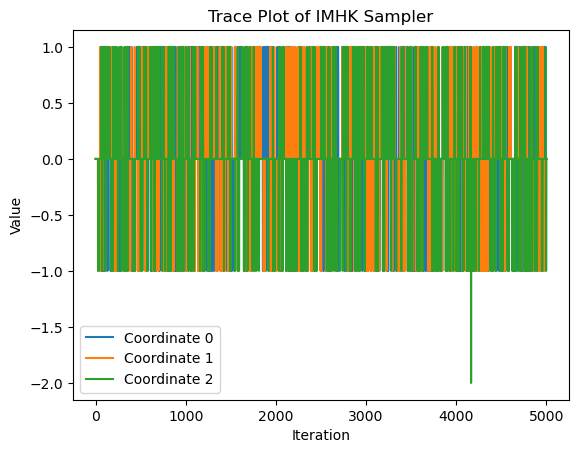 Trace Plot of IMHK Sampler
1.0
0.5
0.0
−0.5
−1.0
−1.5
−2.0
Value
Coordinate 0
Coordinate 1
Coordinate 2
0 1000 2000 3000 4000 5000
Iteration